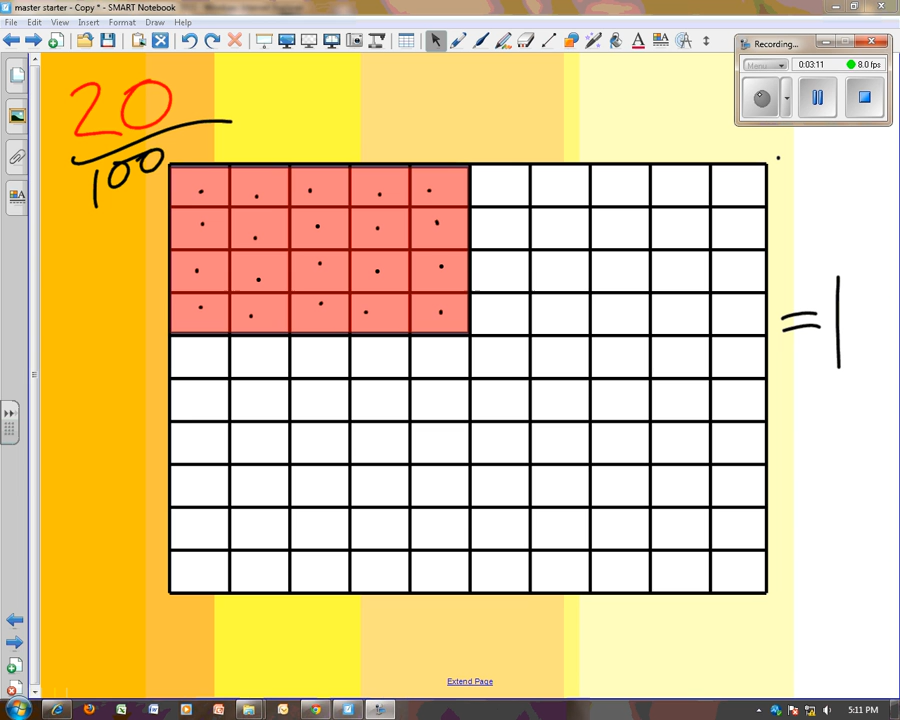 master starter - Copy * - SMART Notebook
File Edit View Insert Format Draw Help
Recording...
Menu
0:03:11 8.0 fps
20
100
= 1
Extend Page
5:11 PM